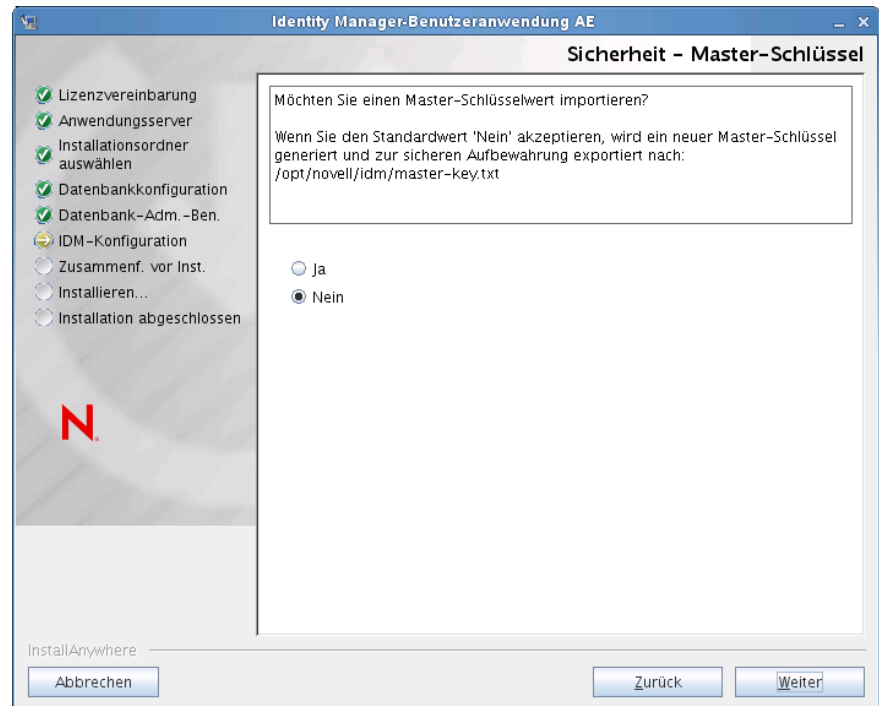 Identity Manager-Benutzeranwendung AE
Sicherheit - Master-Schlüssel
Lizenzvereinbarung
Anwendungsserver
Installationsordner
auswählen
Datenbankkonfiguration
Datenbank-Adm.-Ben.
IDM-Konfiguration
Zusammenf. vor Inst.
Installieren...
Installation abgeschlossen
N.
Möchten Sie einen Master-Schlüsselwert importieren?
Wenn Sie den Standardwert 'Nein' akzeptieren, wird ein neuer Master-Schlüssel
generiert und zur sicheren Aufbewahrung exportiert nach:
/opt/novell/idm/master-key.txt
Ja
Nein
InstallAnywhere
Abbrechen
Zurück
Weiter